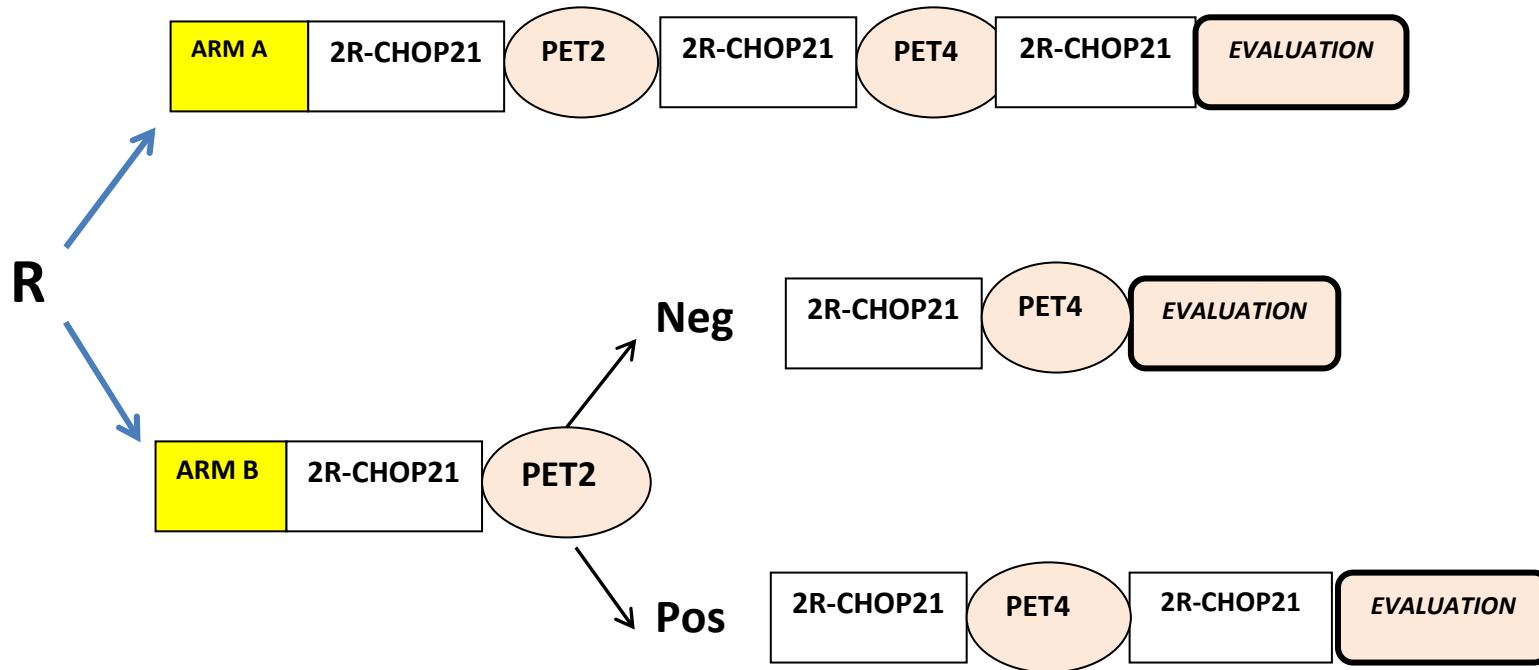 ARM A
2R-CHOP21
PET2
2R-CHOP21
PET4
2R-CHOP21
EVALUATION
R
Neg
2R-CHOP21
PET4
EVALUATION
ARM B
2R-CHOP21
PET2
Pos
2R-CHOP21
PET4
2R-CHOP21
EVALUATION